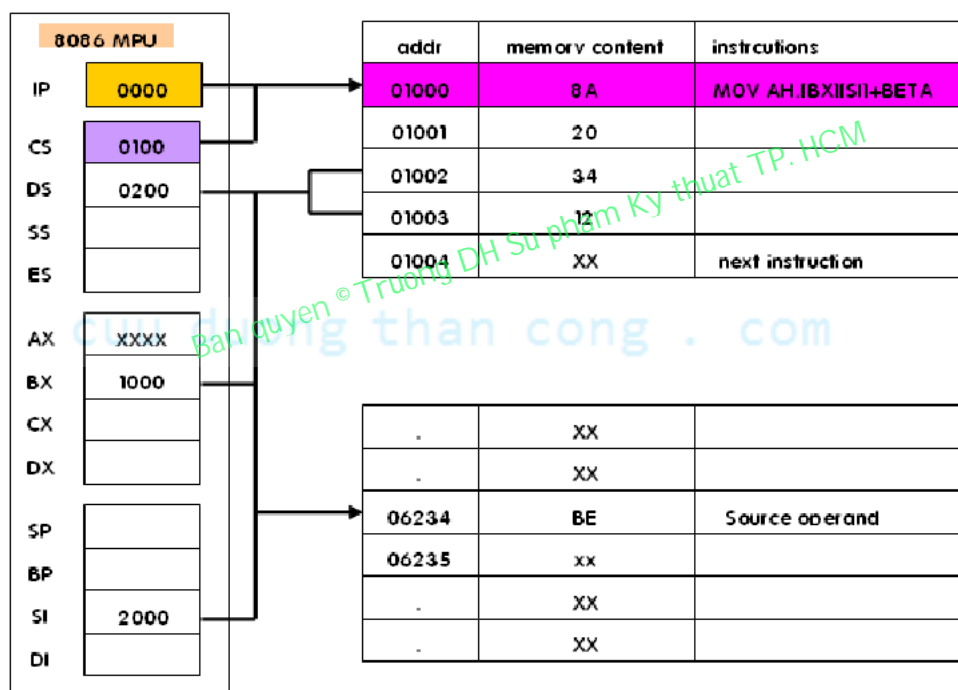 8086 MPU
addr memory content instrcutions
IP 0000 01000 8A MOV AH,[BX][SI]+BETA
CS 0100 01001 20
DS 0200 01002 34
SS 01003 12
ES 01004 XX next instruction
Ban quyen © Truong DH Su pham Ky thuat TP. HCM
cuu duong than cong . com
AX XXXX
BX 1000
CX . XX
DX . XX
SP 06234 BE Source operand
BP 06235 xx
SI 2000 . XX
DI . XX